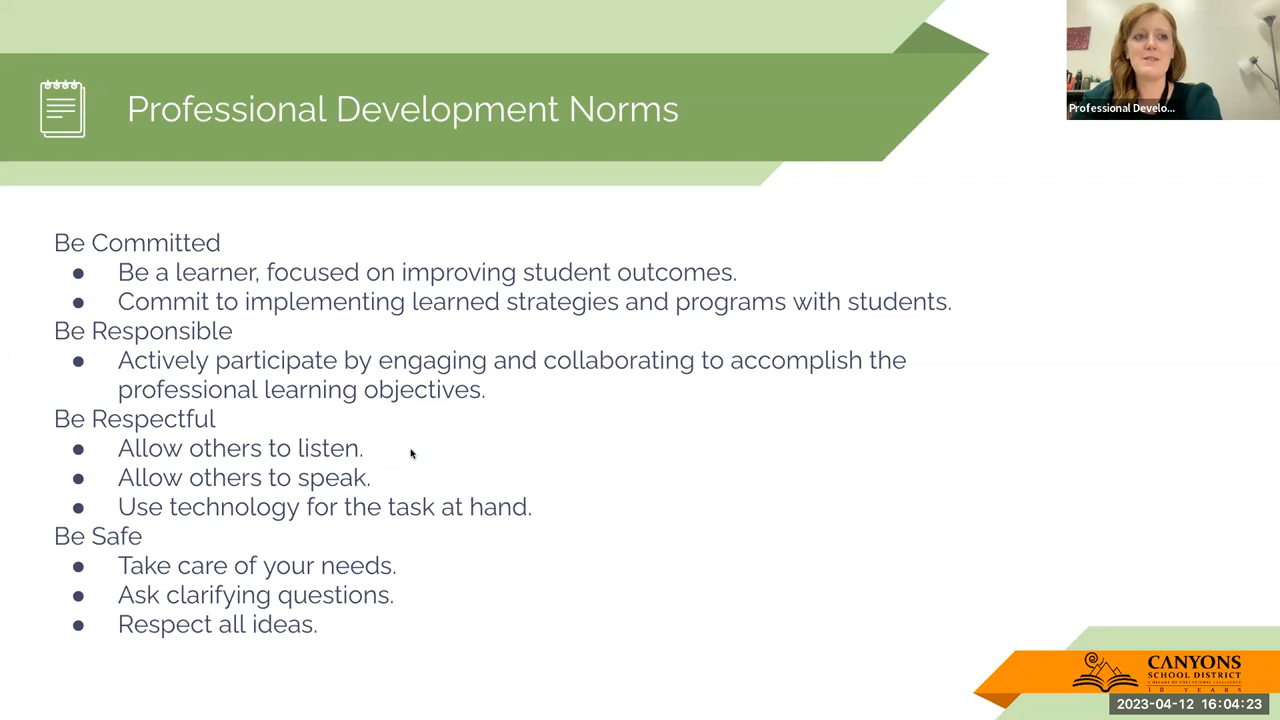 Professional Development Norms
Professional Develo...
Be Committed
● Be a learner, focused on improving student outcomes.
● Commit to implementing learned strategies and programs with students.
Be Responsible
● Actively participate by engaging and collaborating to accomplish the
professional learning objectives.
Be Respectful
● Allow others to listen.
● Allow others to speak.
● Use technology for the task at hand.
Be Safe
● Take care of your needs.
● Ask clarifying questions.
● Respect all ideas.
CANYONS
SCHOOL DISTRICT
10 YEARS
2023-04-12 16:04:23